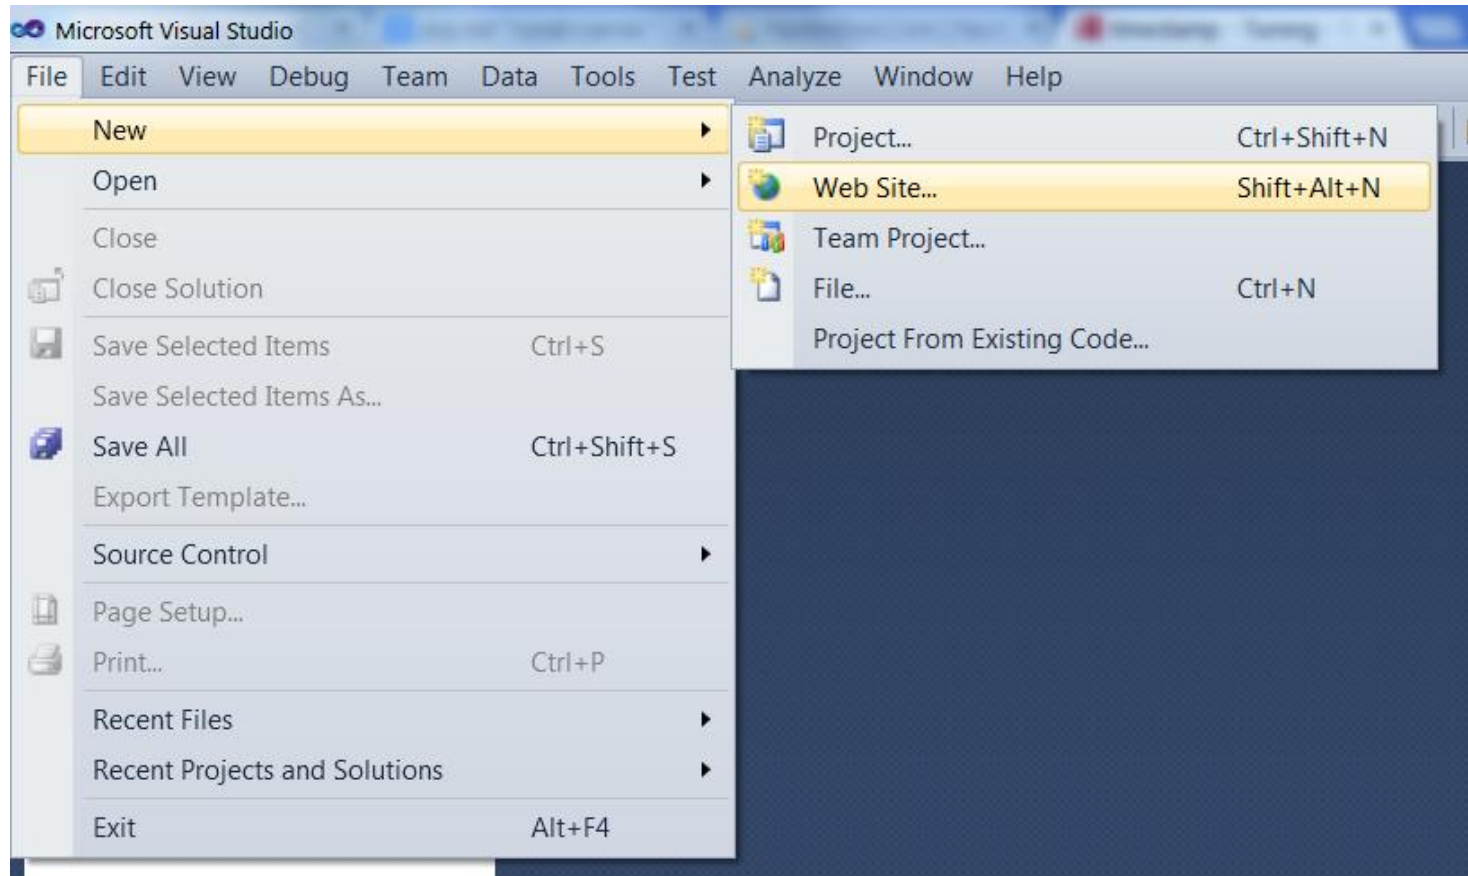 Microsoft Visual Studio
File Edit View Debug Team Data Tools Test Analyze Window Help
New
Open
Close
Close Solution
Save Selected Items Ctrl+S
Save Selected Items As...
Save All Ctrl+Shift+S
Export Template...
Source Control
Page Setup...
Print... Ctrl+P
Recent Files
Recent Projects and Solutions
Exit Alt+F4
Project... Ctrl+Shift+N
Web Site... Shift+Alt+N
Team Project...
File... Ctrl+N
Project From Existing Code...